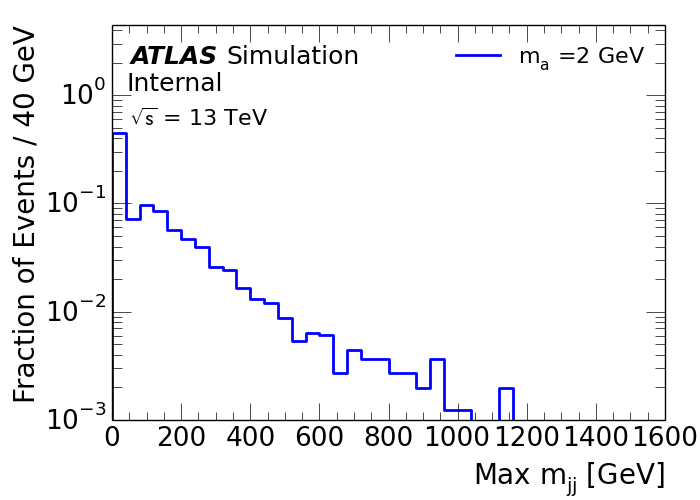 ATLAS Simulation
Internal
√s = 13 TeV
m_a =2 GeV
Fraction of Events / 40 GeV
10^0
10^−1
10^−2
10^−3
0 200 400 600 800 1000 1200 1400 1600
Max m_jj [GeV]